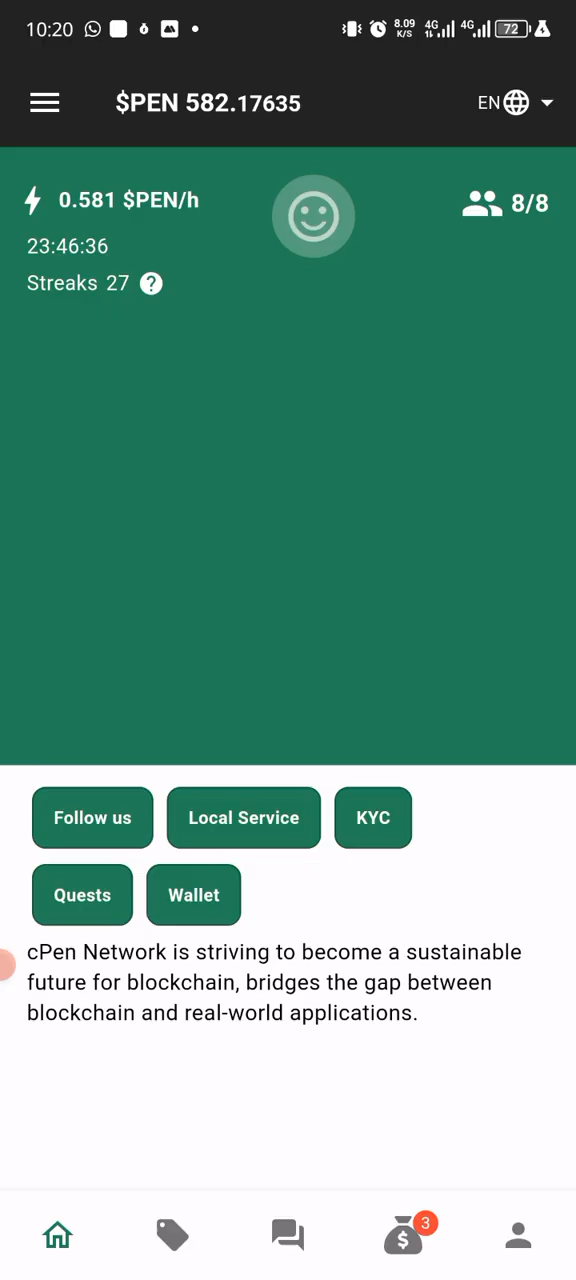 10:20 8.09 K/S 4G 4G 72
$PEN 582.17635 EN
0.581 $PEN/h 8/8
23:46:36
Streaks 27 ?
Follow us Local Service KYC
Quests Wallet
cPen Network is striving to become a sustainable
future for blockchain, bridges the gap between
blockchain and real-world applications.
$ 3